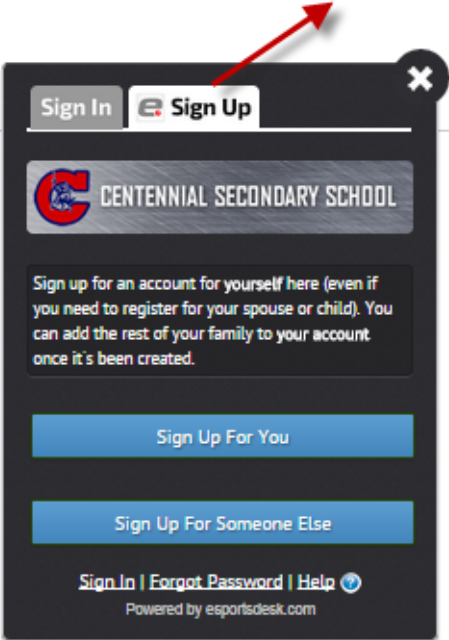 Sign In
e Sign Up
C CENTENNIAL SECONDARY SCHOOL
Sign up for an account for yourself here (even if
you need to register for your spouse or child). You
can add the rest of your family to your account
once it's been created.
Sign Up For You
Sign Up For Someone Else
Sign In | Forgot Password | Help ?
Powered by esportsdesk.com